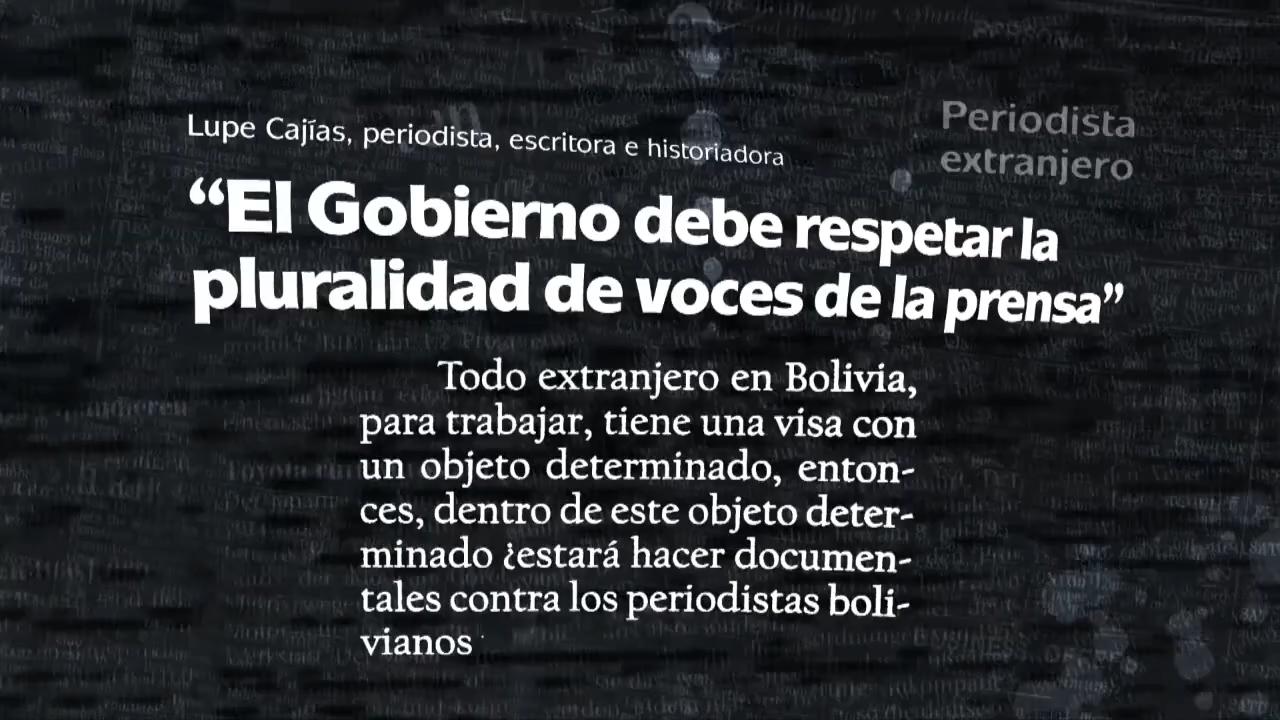 Lupe Cajías, periodista, escritora e historiadora
Periodista
extranjero
“El Gobierno debe respetar la
pluralidad de voces de la prensa”
Todo extranjero en Bolivia,
para trabajar, tiene una visa con
un objeto determinado, enton-
ces, dentro de este objeto deter-
minado ¿estará hacer documen-
tales contra los periodistas boli-
vianos